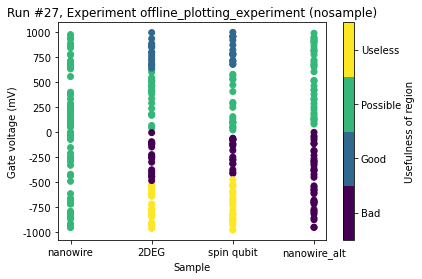 Run #27, Experiment offline_plotting_experiment (nosample)
Gate voltage (mV)
1000
750
500
250
0
-250
-500
-750
-1000
nanowire 2DEG spin qubit nanowire_alt
Sample
Useless
Possible
Good
Bad
Usefulness of region